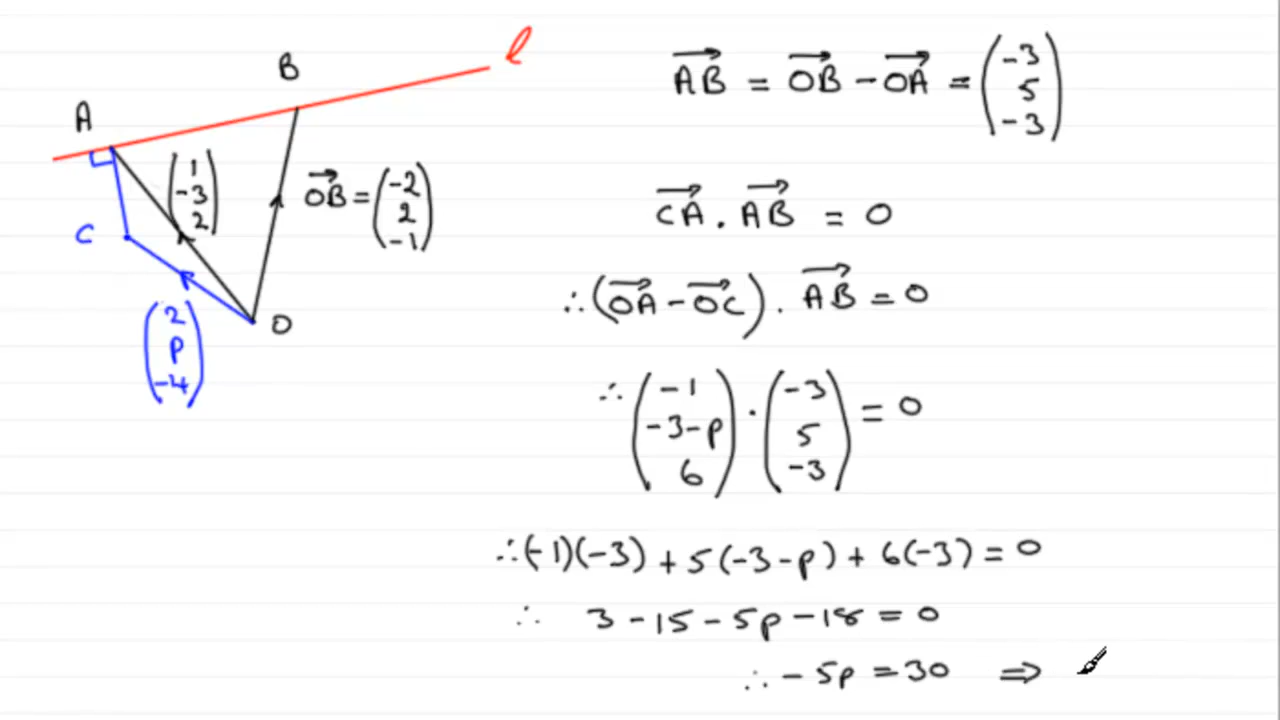 ℓ
B
A
C
O
(1 -3 2)
OB = (-2 2 -1)
(2 p -4)
AB = OB - OA = (-3 5 -3)
CA . AB = 0
∴ (OA - OC) . AB = 0
∴ (-1 -3-p 6) . (-3 5 -3) = 0
∴ (-1)(-3) + 5(-3-p) + 6(-3) = 0
∴ 3 - 15 - 5p - 18 = 0
∴ - 5p = 30 ⇒